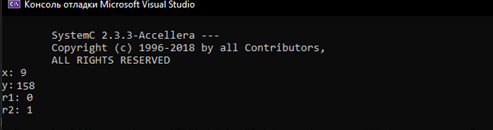 Консоль отладки Microsoft Visual Studio
SystemC 2.3.3-Accellera ---
Copyright (c) 1996-2018 by all Contributors,
ALL RIGHTS RESERVED
x: 9
y: 158
r1: 0
r2: 1